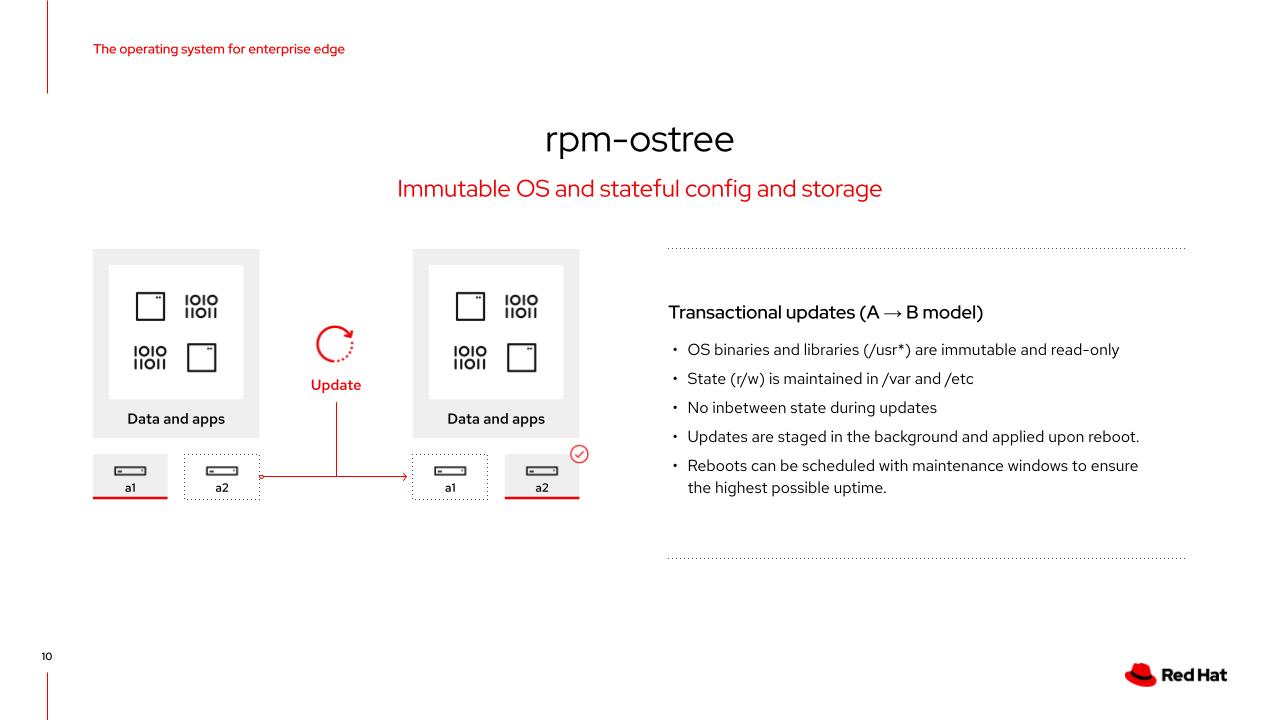 The operating system for enterprise edge
rpm-ostree
Immutable OS and stateful config and storage
1010
11011
1010
11011
Data and apps
a1
a2
Update
1010
11011
1010
11011
Data and apps
a1
a2
Transactional updates (A → B model)
• OS binaries and libraries (/usr*) are immutable and read-only
• State (r/w) is maintained in /var and /etc
• No inbetween state during updates
• Updates are staged in the background and applied upon reboot.
• Reboots can be scheduled with maintenance windows to ensure
the highest possible uptime.
10
Red Hat